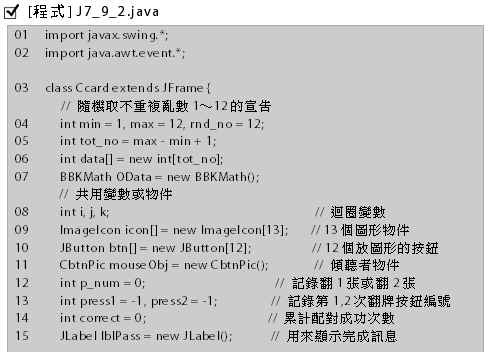 [程式] J7_9_2.java
01 import javax.swing.*;
02 import java.awt.event.*;
03 class Ccard extends JFrame {
// 隨機取不重複亂數 1～12 的宣告
04 int min = 1, max = 12, rnd_no = 12;
05 int tot_no = max - min + 1;
06 int data[] = new int[tot_no];
07 BBKMath OData = new BBKMath();
// 共用變數或物件
08 int i, j, k; // 迴圈變數
09 ImageIcon icon[] = new ImageIcon[13]; // 13 個圖形物件
10 JButton btn[] = new JButton[12]; // 12 個放圖形的按鈕
11 CbtnPic mouseObj = new CbtnPic(); // 傾聽者物件
12 int p_num = 0; // 記錄翻 1 張或翻 2 張
13 int press1 = -1, press2 = -1; // 記錄第 1,2 次翻牌按鈕編號
14 int correct = 0; // 累計配對成功次數
15 JLabel lblPass = new JLabel(); // 用來顯示完成訊息